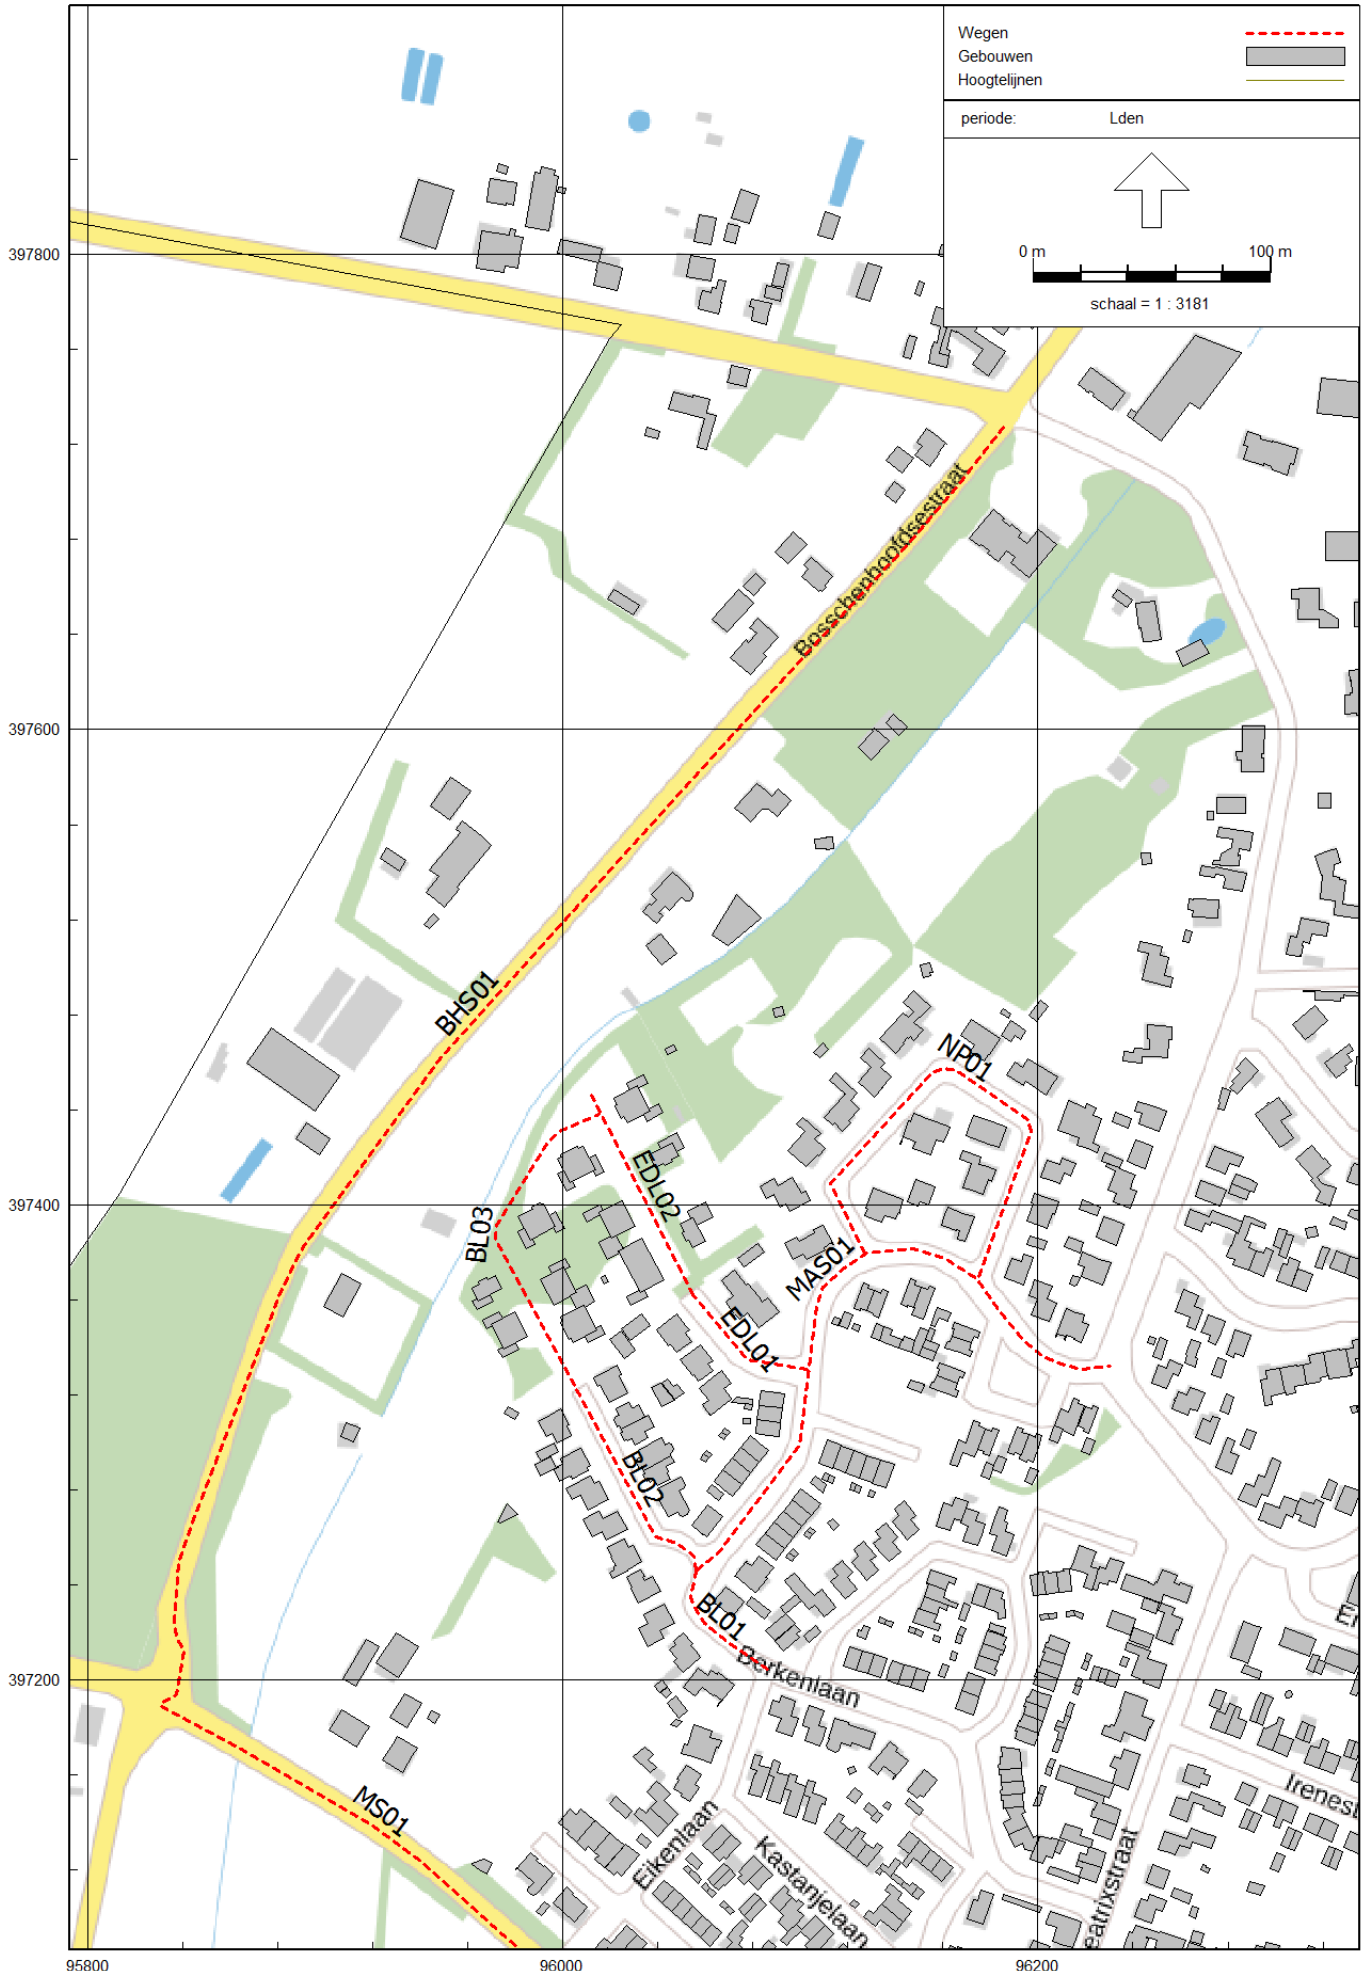 Wegen
Gebouwen
Hoogtelijnen
periode: Lden
0 m 100 m
schaal = 1 : 3181
397800
Bosschenhoofdsestraat
397600
BHS01
NP01
EDL02
397400
BL03
MAS01
EDL01
BL02
BL01
Berkenlaan
397200
MS01
Eikenlaan
Kastanjelaan
95800 96000 96200